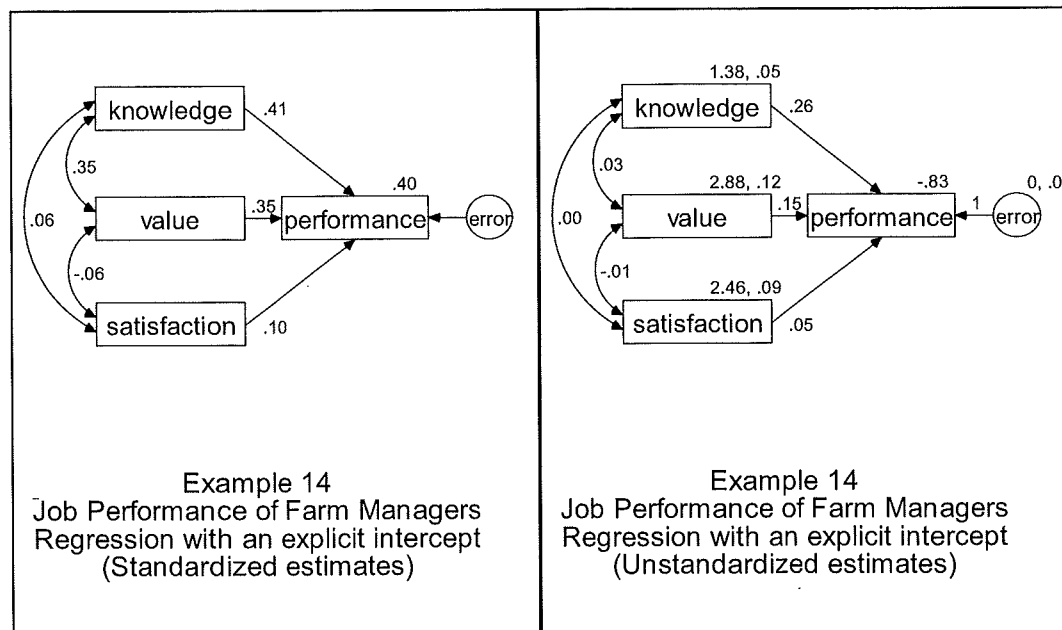 knowledge
.41
.35
.40
value
.35
performance
error
.06
-.06
satisfaction
.10
Example 14
Job Performance of Farm Managers
Regression with an explicit intercept
(Standardized estimates)
1.38, .05
knowledge
.26
.03
2.88, .12
-.83
0, .0
value
.15
performance
1
error
.00
-.01
2.46, .09
satisfaction
.05
Example 14
Job Performance of Farm Managers
Regression with an explicit intercept
(Unstandardized estimates)